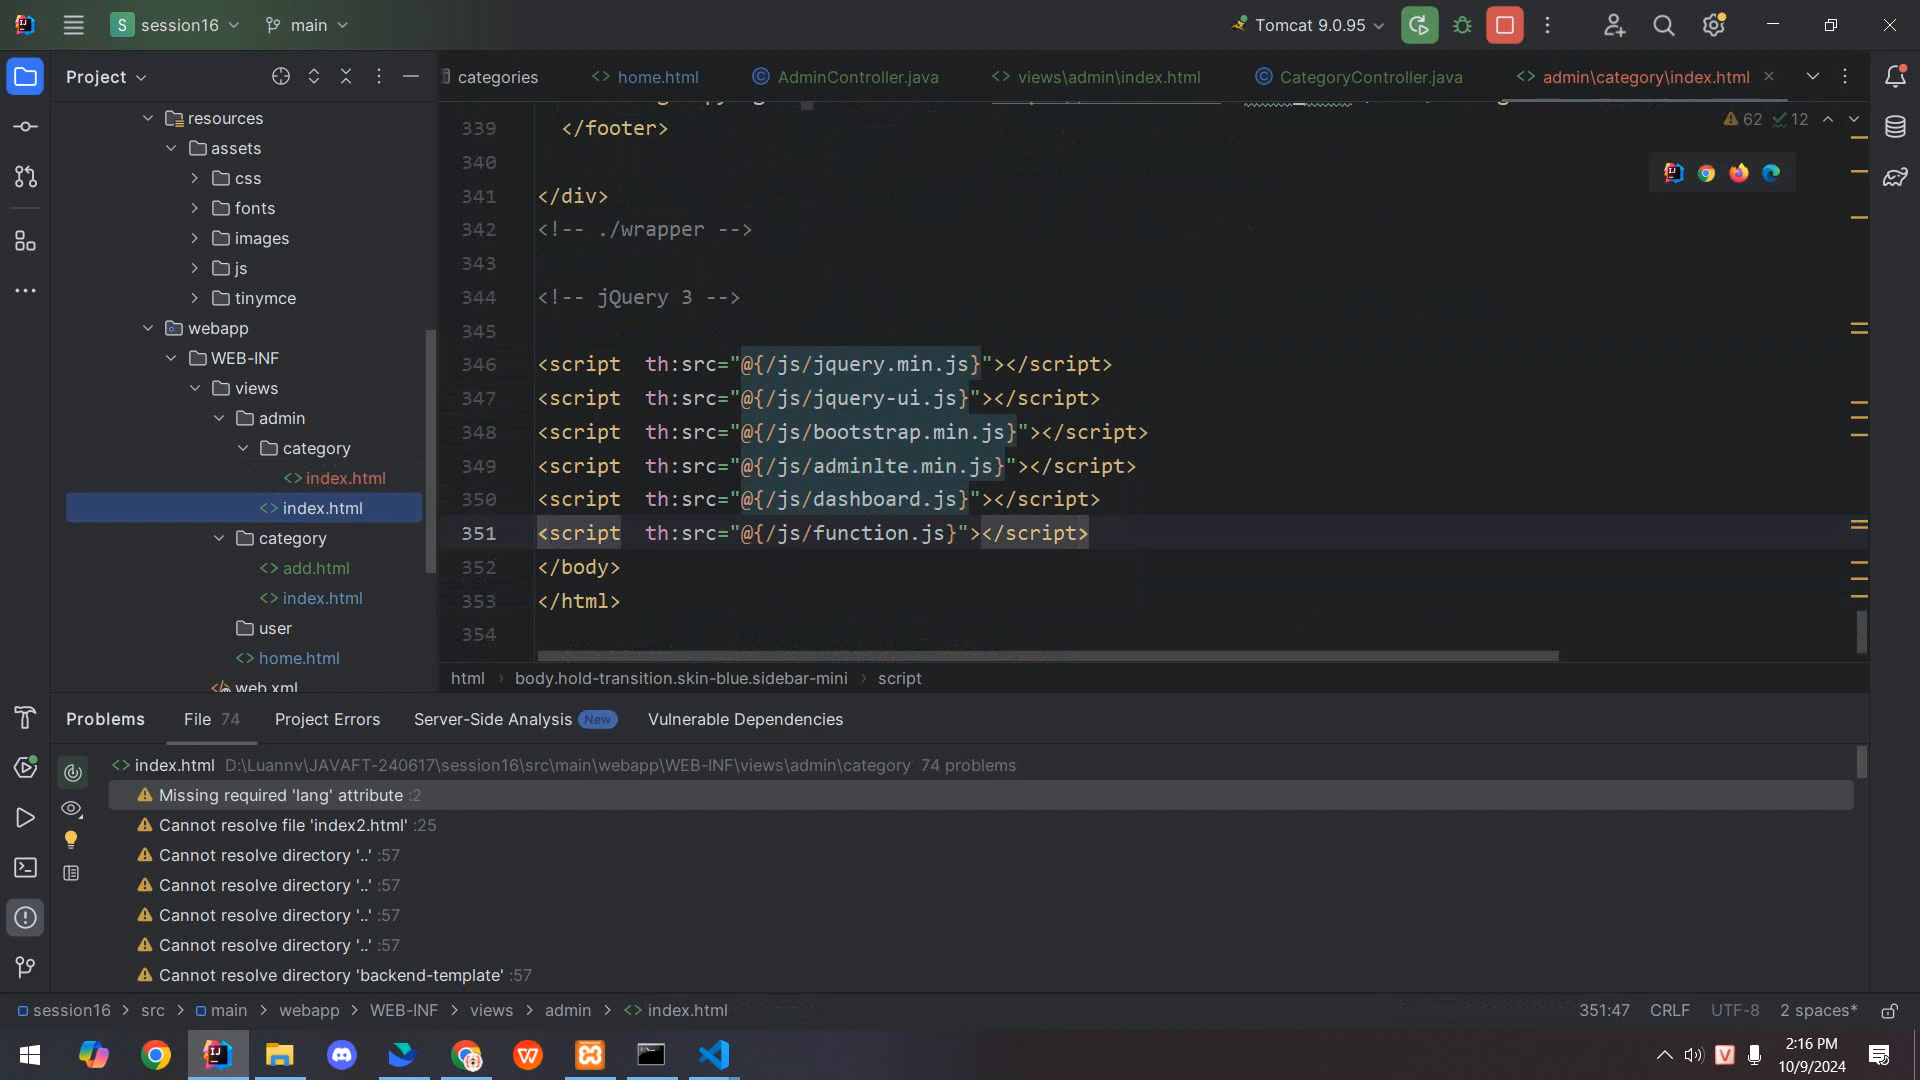 S session16 main Tomcat 9.0.95
Project
categories home.html AdminController.java views\admin\index.html CategoryController.java admin\category\index.html
resources
assets
css
fonts
images
js
tinymce
webapp
WEB-INF
views
admin
category
index.html
index.html
category
add.html
index.html
user
home.html
web.xml
62 12
339 </footer>
340
341 </div>
342 <!-- ./wrapper -->
343
344 <!-- jQuery 3 -->
345
346 <script  th:src="@{/js/jquery.min.js}"></script>
347 <script  th:src="@{/js/jquery-ui.js}"></script>
348 <script  th:src="@{/js/bootstrap.min.js}"></script>
349 <script  th:src="@{/js/adminlte.min.js}"></script>
350 <script  th:src="@{/js/dashboard.js}"></script>
351 <script  th:src="@{/js/function.js}"></script>
352 </body>
353 </html>
354
html > body.hold-transition.skin-blue.sidebar-mini > script
Problems File 74 Project Errors Server-Side Analysis New Vulnerable Dependencies
index.html D:\Luannv\JAVAFT-240617\session16\src\main\webapp\WEB-INF\views\admin\category 74 problems
Missing required 'lang' attribute :2
Cannot resolve file 'index2.html' :25
Cannot resolve directory '..' :57
Cannot resolve directory '..' :57
Cannot resolve directory '..' :57
Cannot resolve directory '..' :57
Cannot resolve directory 'backend-template' :57
session16 > src > main > webapp > WEB-INF > views > admin > index.html 351:47 CRLF UTF-8 2 spaces*
2:16 PM
10/9/2024